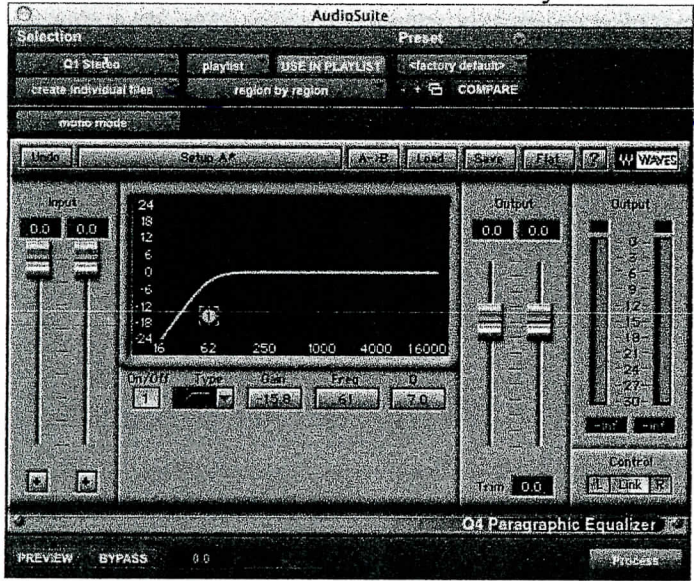 AudioSuite
Selection Preset
Q1 Stereo playlist USE IN PLAYLIST <factory default>
create individual files region by region - + COMPARE
mono mode
Undo Setup A* A->B Load Save Flat ? W WAVES
Input Output Output
0.0 0.0 0.0 0.0
24
18
12
6
0
-6
-12
-18
-24
16 62 250 1000 4000 16000
1
0
3
6
9
12
15
18
21
24
27
30
On/Off Type Gain Freq Q
1 -15.8 61 7.0
-inf -inf
Control
Trim 0.0 L Link R
Q4 Paragraphic Equalizer
PREVIEW BYPASS 0.0 Process